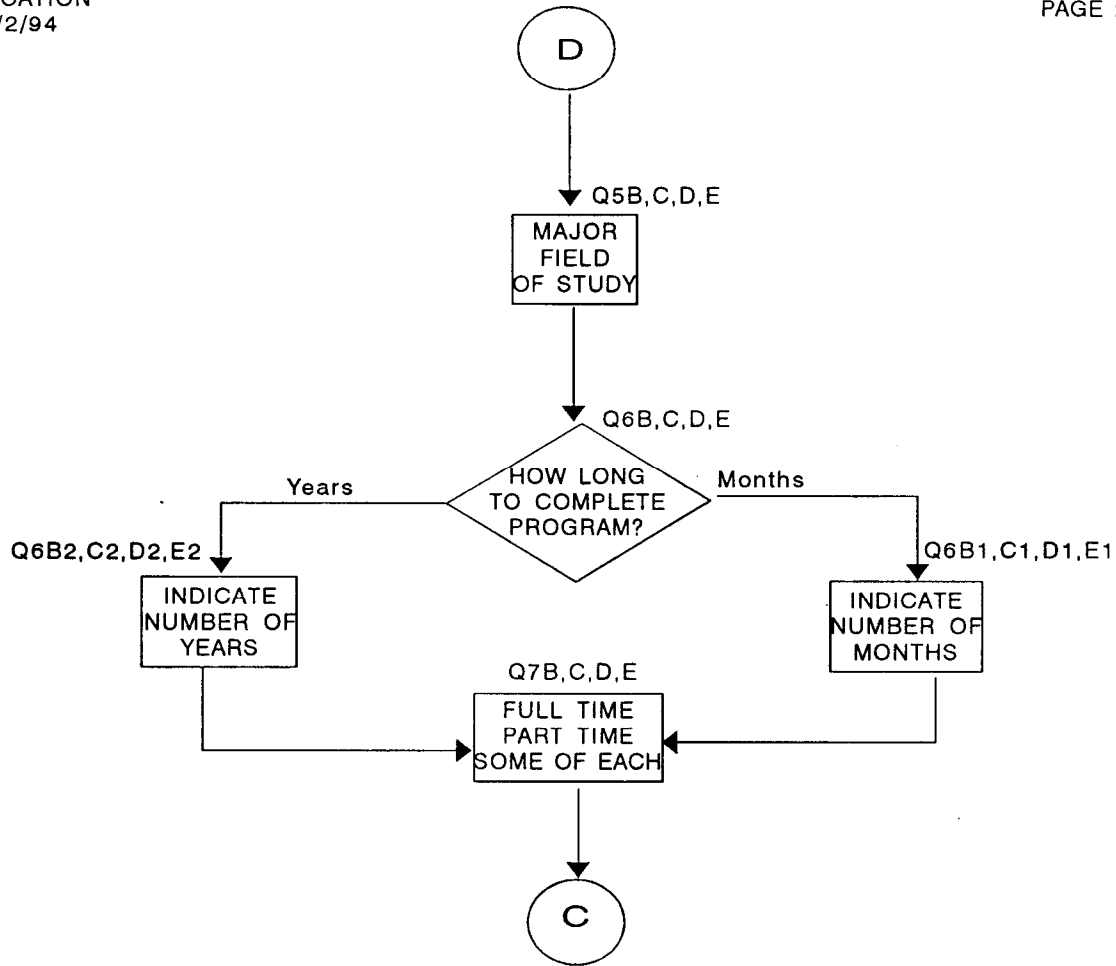 /2/94
PAGE
D
Q5B,C,D,E
MAJOR
FIELD
OF STUDY
Q6B,C,D,E
HOW LONG
TO COMPLETE
PROGRAM?
Years
Months
Q6B2,C2,D2,E2
INDICATE
NUMBER OF
YEARS
Q6B1,C1,D1,E1
INDICATE
NUMBER OF
MONTHS
Q7B,C,D,E
FULL TIME
PART TIME
SOME OF EACH
C